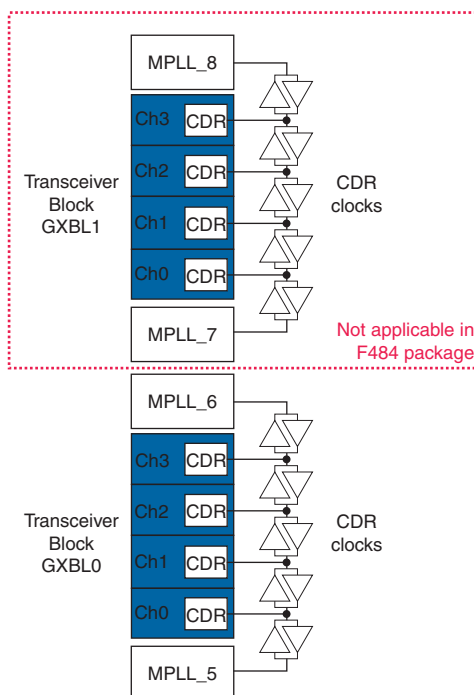 MPLL_8
Ch3 CDR
Ch2 CDR
Transceiver
Block
GXBL1
CDR
clocks
Ch1 CDR
Ch0 CDR
MPLL_7
Not applicable in
F484 package
MPLL_6
Ch3 CDR
Ch2 CDR
Transceiver
Block
GXBL0
CDR
clocks
Ch1 CDR
Ch0 CDR
MPLL_5